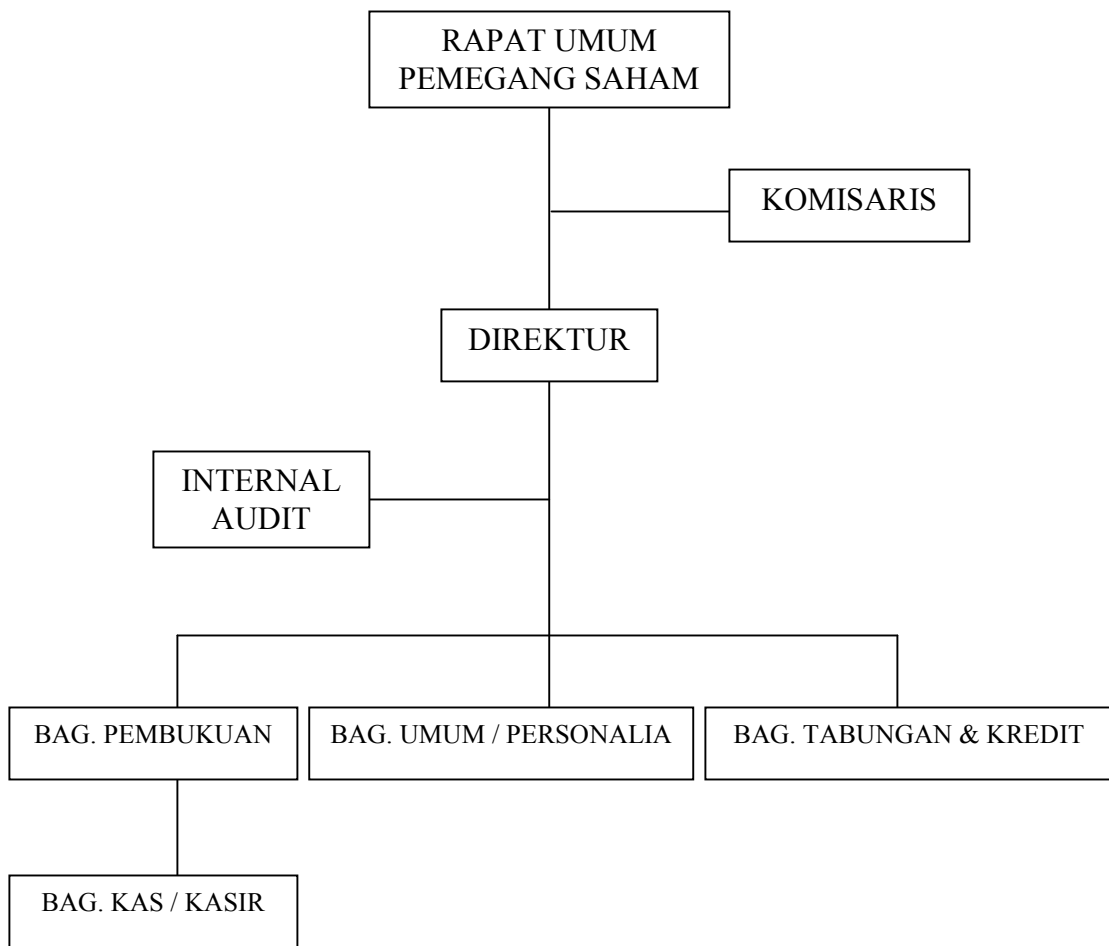 RAPAT UMUM
PEMEGANG SAHAM
KOMISARIS
DIREKTUR
INTERNAL
AUDIT
BAG. PEMBUKUAN
BAG. UMUM / PERSONALIA
BAG. TABUNGAN & KREDIT
BAG. KAS / KASIR